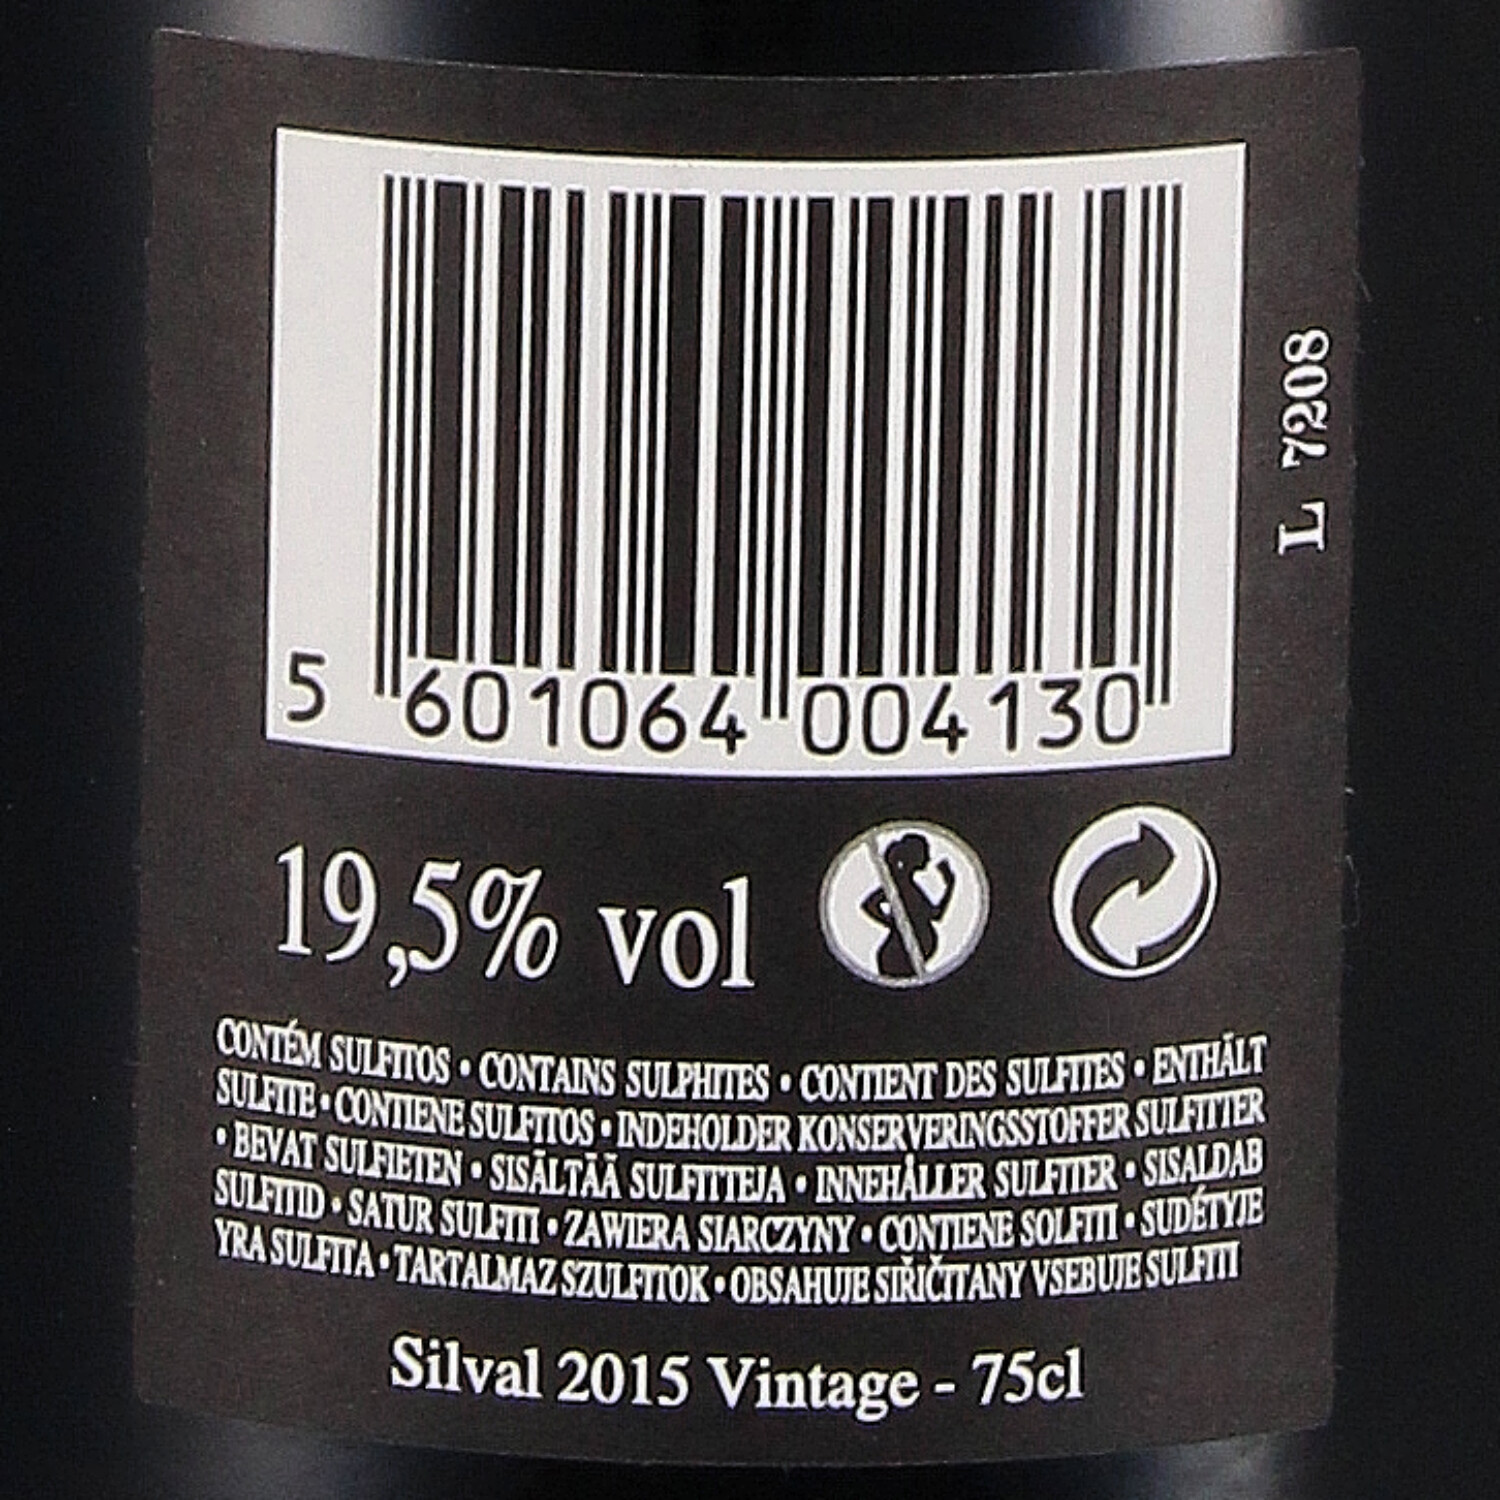 5 601064 004130
L 7208
19,5% vol
CONTÉM SULFITOS • CONTAINS SULPHITES • CONTIENT DES SULFITES • ENTHÄLT
SULFITE • CONTIENE SULFITOS • INDEHOLDER KONSERVERINGSSTOFFER SULFITTER
• BEVAT SULFIETEN • SISÄLTÄÄ SULFITTEJA • INNEHÅLLER SULFITER • SISALDAB
SULFITID • SATUR SULFITI • ZAWIERA SIARCZYNY • CONTIENE SOLFITI • SUDÉTYJE
YRA SULFITA • TARTALMAZ SZULFITOK • OBSAHUJE SIŘIČITANY VSEBUJE SULFITI
Silval 2015 Vintage - 75cl